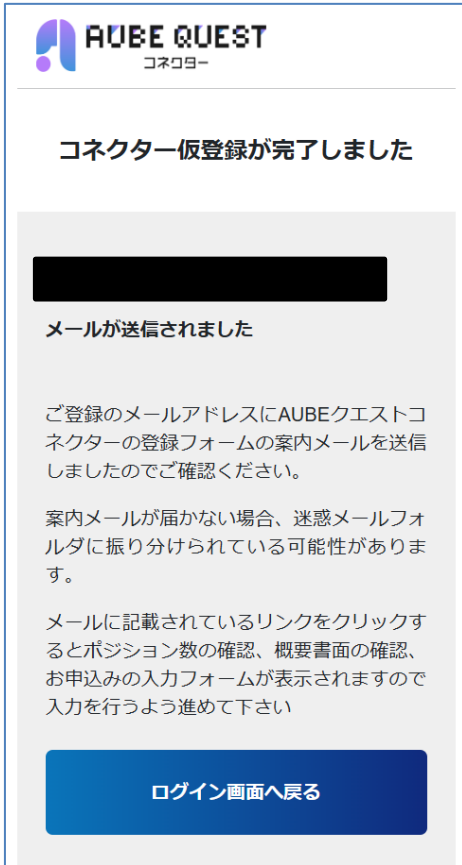 AUBE QUEST
コネクター
コネクター仮登録が完了しました
メールが送信されました
ご登録のメールアドレスにAUBEクエストコ
ネクターの登録フォームの案内メールを送信
しましたのでご確認ください。
案内メールが届かない場合、迷惑メールフォ
ルダに振り分けられている可能性がありま
す。
メールに記載されているリンクをクリックす
るとポジション数の確認、概要書面の確認、
お申込みの入力フォームが表示されますので
入力を行うよう進めて下さい
ログイン画面へ戻る